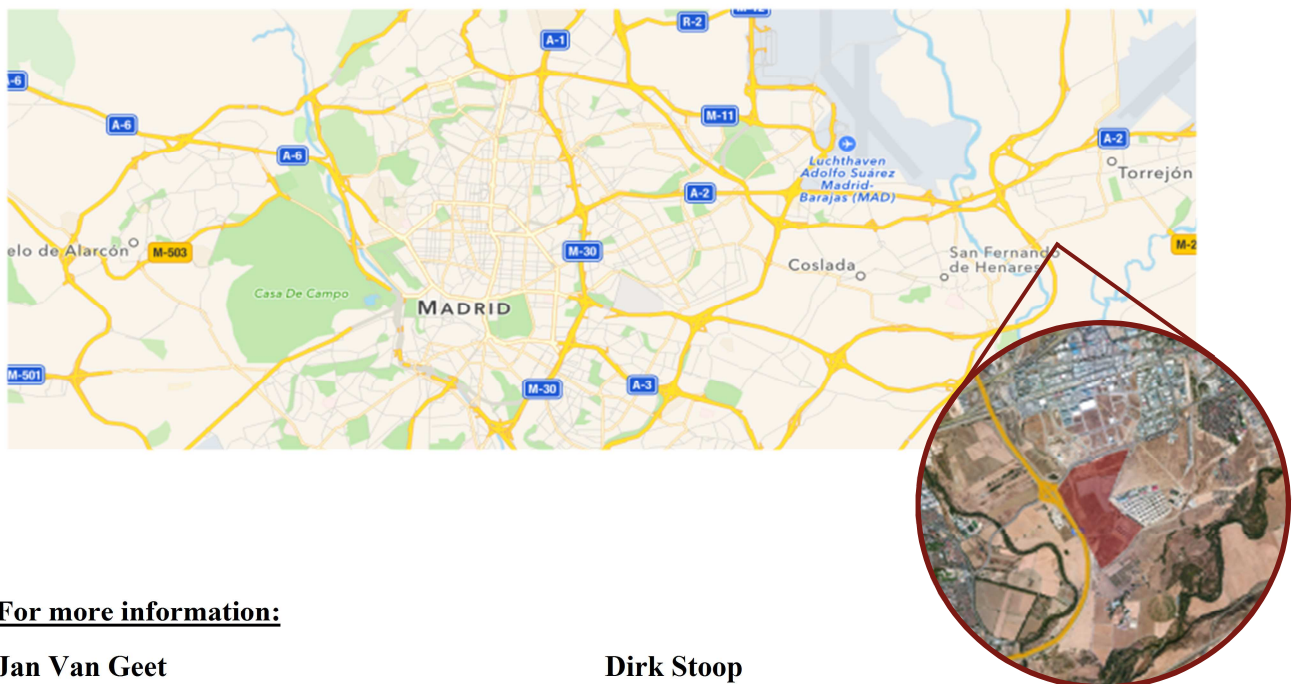 M-12
R-2
A-1
-6
M-11
A-6
A-2
A-6
Luchthaven
Adolfo Suárez
Madrid-
Barajas (MAD)
Torrejón
A-2
elo de Alarcón
M-503
M-30
M-2
San Fernando
de Henares
Coslada
Casa De Campo
MADRID
M-501
M-30
A-3
For more information:
Jan Van Geet
Dirk Stoop